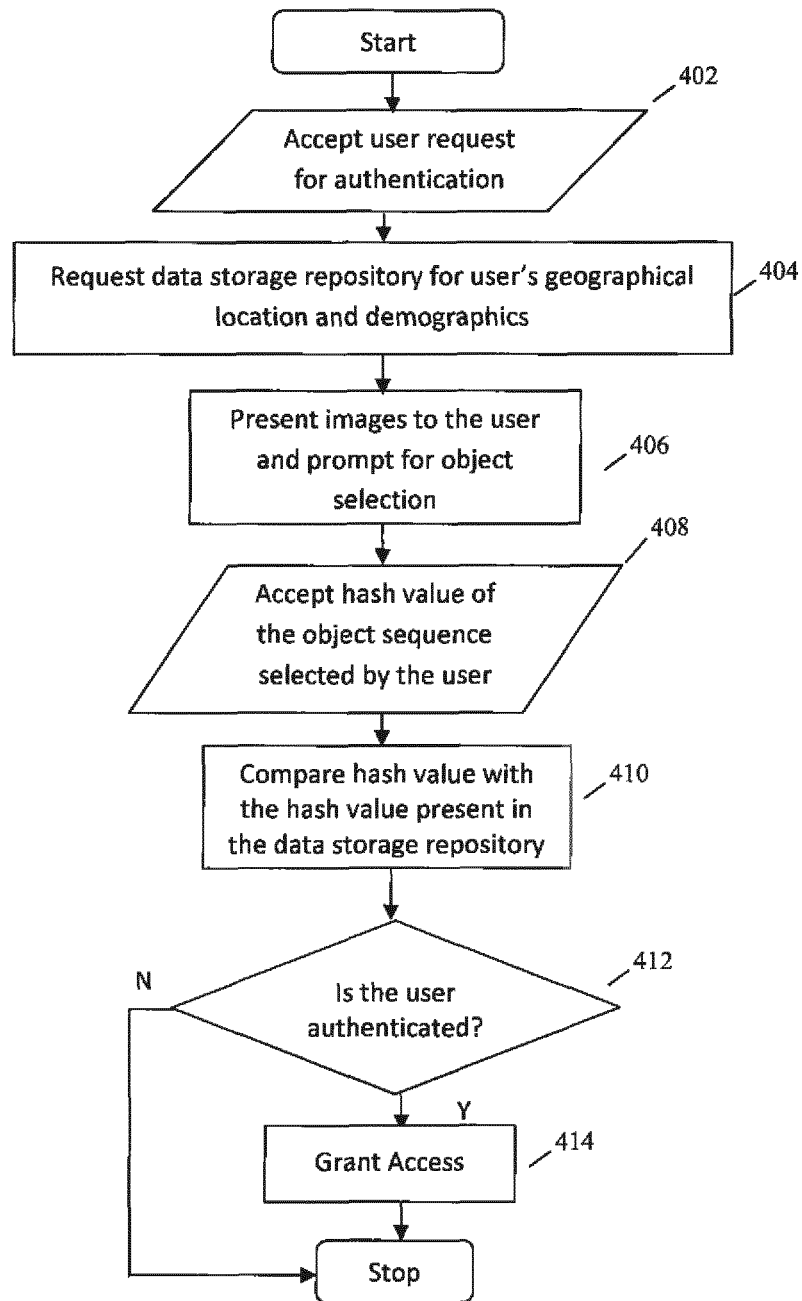 Start
402
Accept user request
for authentication
Request data storage repository for user's geographical
location and demographics
404
Present images to the user
and prompt for object
selection
406
408
Accept hash value of
the object sequence
selected by the user
Compare hash value with
the hash value present in
the data storage repository
410
N
412
Is the user
authenticated?
Y
Grant Access
414
Stop